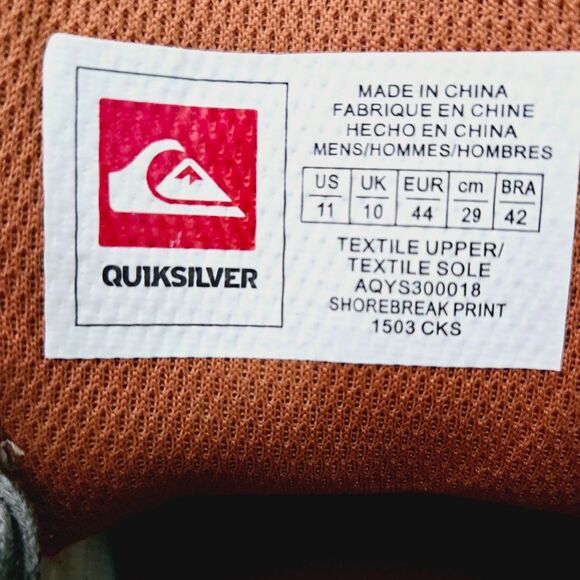 QUIKSILVER
MADE IN CHINA
FABRIQUE EN CHINE
HECHO EN CHINA
MENS/HOMMES/HOMBRES
US UK EUR cm BRA
11 10 44 29 42
TEXTILE UPPER/
TEXTILE SOLE
AQYS300018
SHOREBREAK PRINT
1503 CKS